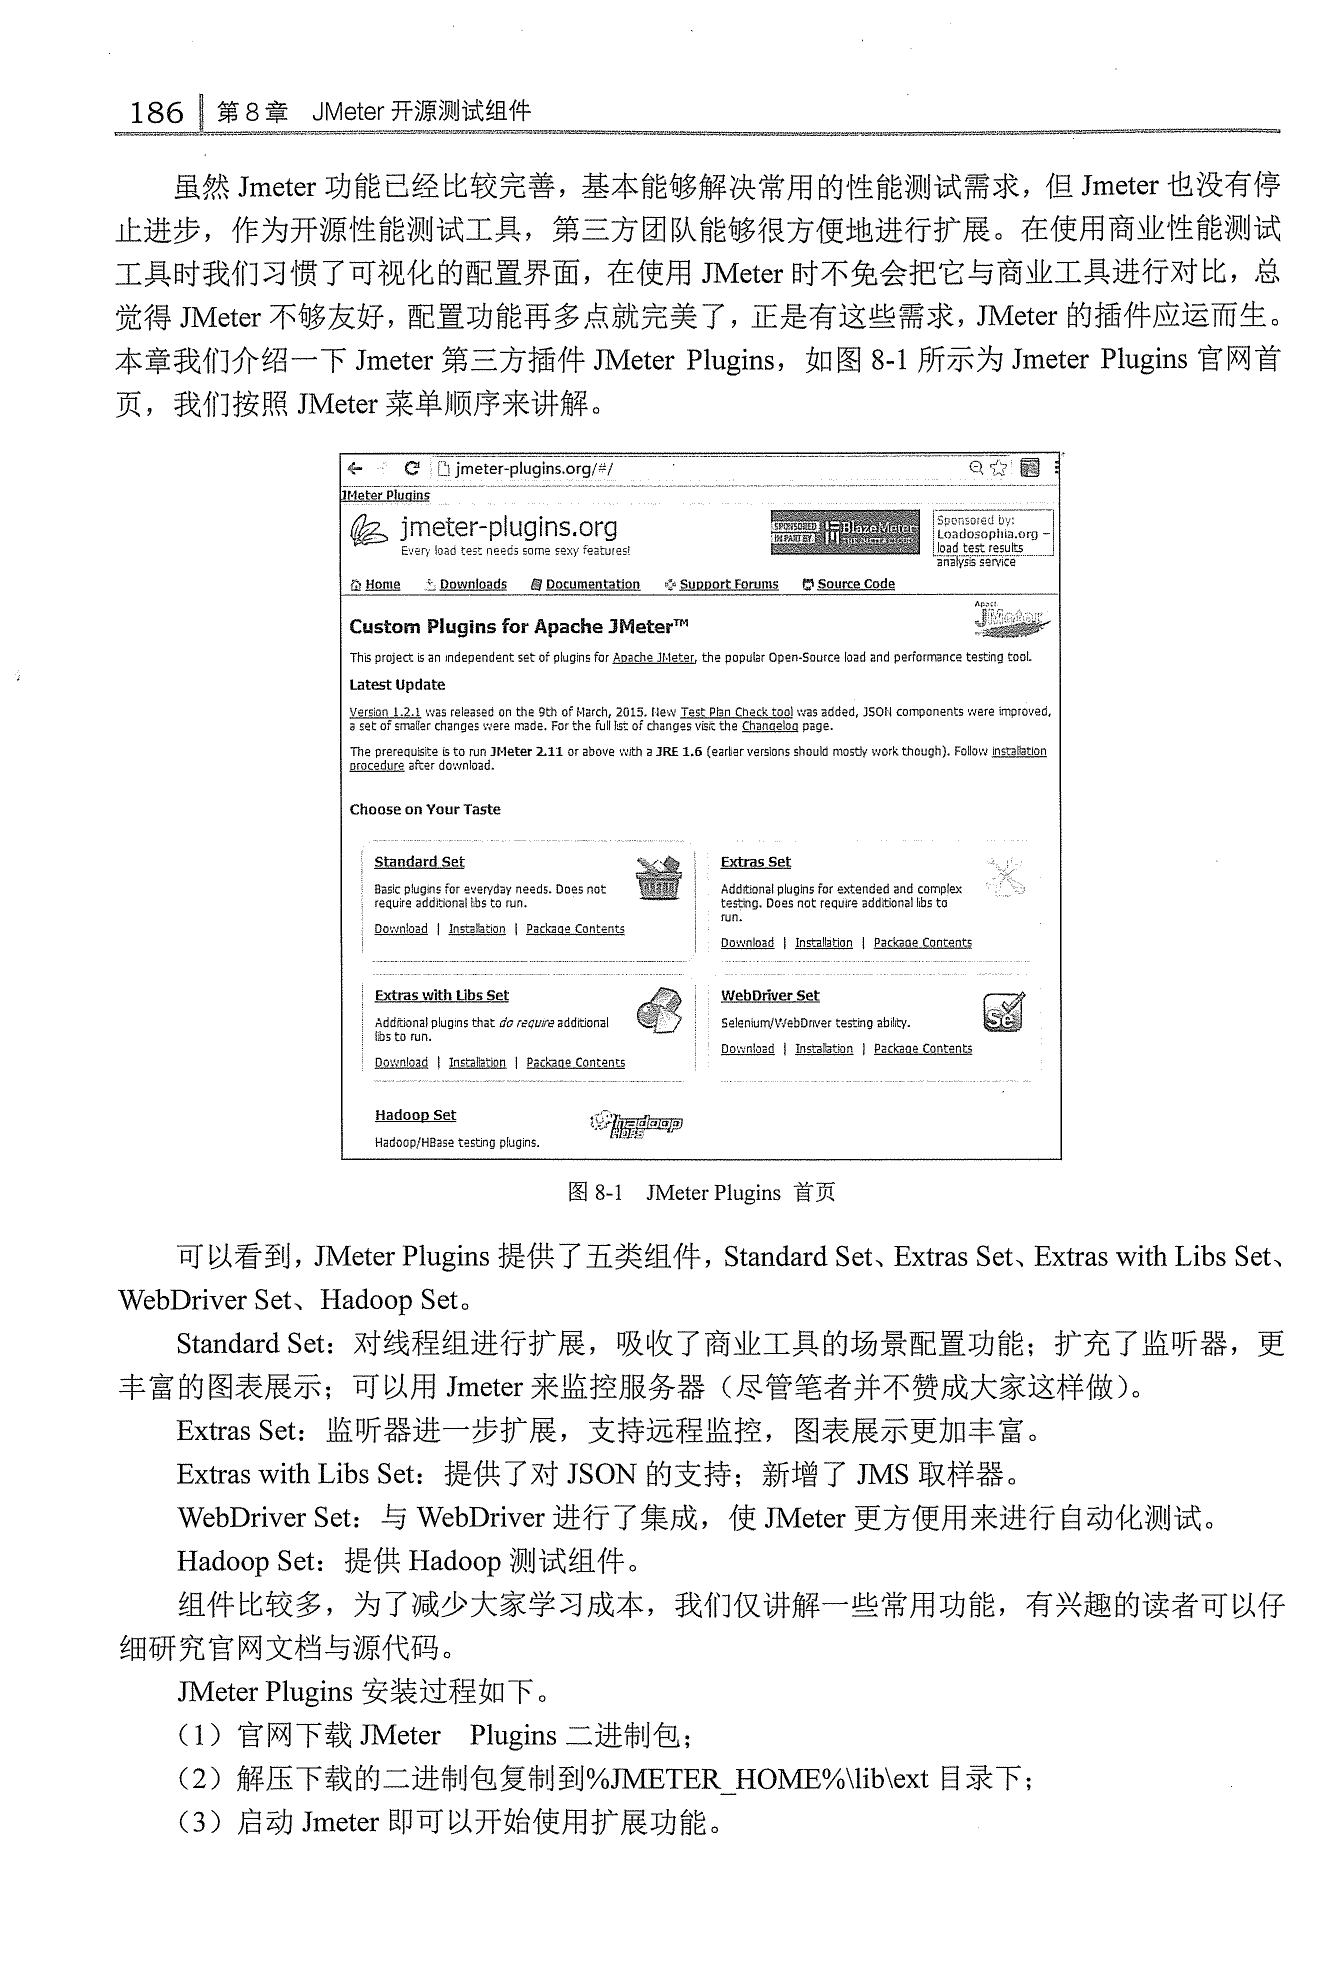 186 第8章 JMeter 开源测试组件
虽然 Jmeter 功能已经比较完善，基本能够解决常用的性能测试需求，但 Jmeter 也没有停
止进步，作为开源性能测试工具，第三方团队能够很方便地进行扩展。在使用商业性能测试
工具时我们习惯了可视化的配置界面，在使用 JMeter 时不免会把它与商业工具进行对比，总
觉得 JMeter 不够友好，配置功能再多点就完美了，正是有这些需求，JMeter 的插件应运而生。
本章我们介绍一下 Jmeter 第三方插件 JMeter Plugins，如图 8-1 所示为 Jmeter Plugins 官网首
页，我们按照 JMeter 菜单顺序来讲解。
jmeter-plugins.org/#/
JMeter Plugins
jmeter-plugins.org
Every load test needs some sexy features!
SPONSORED IN PART BY BlazeMeter
Sponsored by:
Loadosophia.org -
load test results
analysis service
Home Downloads Documentation Support Forums Source Code
Custom Plugins for Apache JMeter™
JMeter
This project is an independent set of plugins for Apache JMeter, the popular Open-Source load and performance testing tool.
Latest Update
Version 1.2.1 was released on the 9th of March, 2015. New Test Plan Check tool was added, JSON components were improved,
a set of smaller changes were made. For the full list of changes visit the Changelog page.
The prerequisite is to run JMeter 2.11 or above with a JRE 1.6 (earlier versions should mostly work though). Follow installation
procedure after download.
Choose on Your Taste
Standard Set
Basic plugins for everyday needs. Does not
require additional libs to run.
Download | Installation | Package Contents
Extras Set
Additional plugins for extended and complex
testing. Does not require additional libs to
run.
Download | Installation | Package Contents
Extras with Libs Set
Additional plugins that do require additional
libs to run.
Download | Installation | Package Contents
WebDriver Set
Selenium/WebDriver testing ability.
Download | Installation | Package Contents
Se
Hadoop Set
Hadoop/HBase testing plugins.
hadoop
图 8-1 JMeter Plugins 首页
可以看到，JMeter Plugins 提供了五类组件，Standard Set、Extras Set、Extras with Libs Set、
WebDriver Set、Hadoop Set。
Standard Set：对线程组进行扩展，吸收了商业工具的场景配置功能；扩充了监听器，更
丰富的图表展示；可以用 Jmeter 来监控服务器（尽管笔者并不赞成大家这样做）。
Extras Set：监听器进一步扩展，支持远程监控，图表展示更加丰富。
Extras with Libs Set：提供了对 JSON 的支持；新增了 JMS 取样器。
WebDriver Set：与 WebDriver 进行了集成，使 JMeter 更方便用来进行自动化测试。
Hadoop Set：提供 Hadoop 测试组件。
组件比较多，为了减少大家学习成本，我们仅讲解一些常用功能，有兴趣的读者可以仔
细研究官网文档与源代码。
JMeter Plugins 安装过程如下。
（1）官网下载 JMeter Plugins 二进制包；
（2）解压下载的二进制包复制到%JMETER_HOME%\lib\ext 目录下；
（3）启动 Jmeter 即可以开始使用扩展功能。